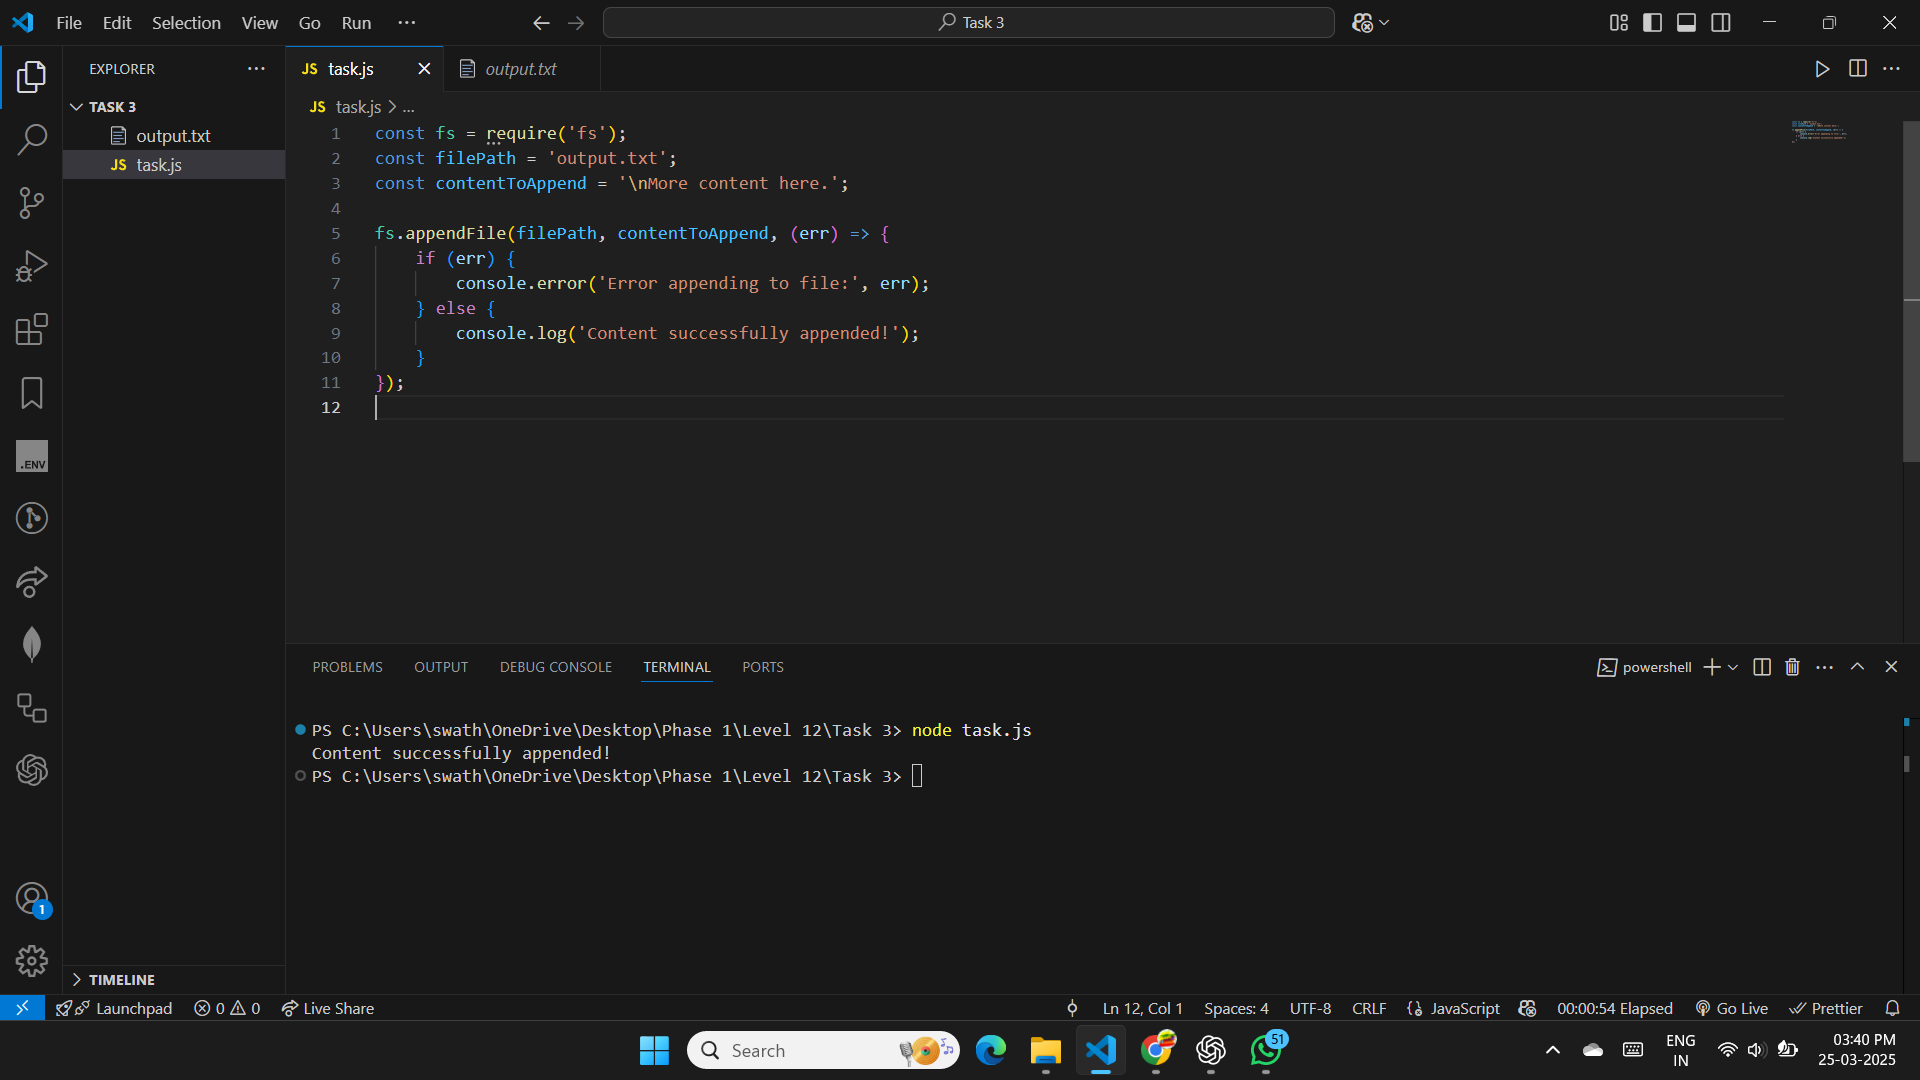 File Edit Selection View Go Run ...
Task 3
EXPLORER
TASK 3
output.txt
JS task.js
JS task.js
output.txt
JS task.js > ...
1 const fs = require('fs');
2 const filePath = 'output.txt';
3 const contentToAppend = '\nMore content here.';
4
5 fs.appendFile(filePath, contentToAppend, (err) => {
6 if (err) {
7 console.error('Error appending to file:', err);
8 } else {
9 console.log('Content successfully appended!');
10 }
11 });
12
PROBLEMS OUTPUT DEBUG CONSOLE TERMINAL PORTS
powershell
PS C:\Users\swath\OneDrive\Desktop\Phase 1\Level 12\Task 3> node task.js
Content successfully appended!
PS C:\Users\swath\OneDrive\Desktop\Phase 1\Level 12\Task 3>
.ENV
1
TIMELINE
Launchpad 0 0 Live Share
Ln 12, Col 1 Spaces: 4 UTF-8 CRLF JavaScript 00:00:54 Elapsed Go Live Prettier
Search
51
ENG
IN
03:40 PM
25-03-2025